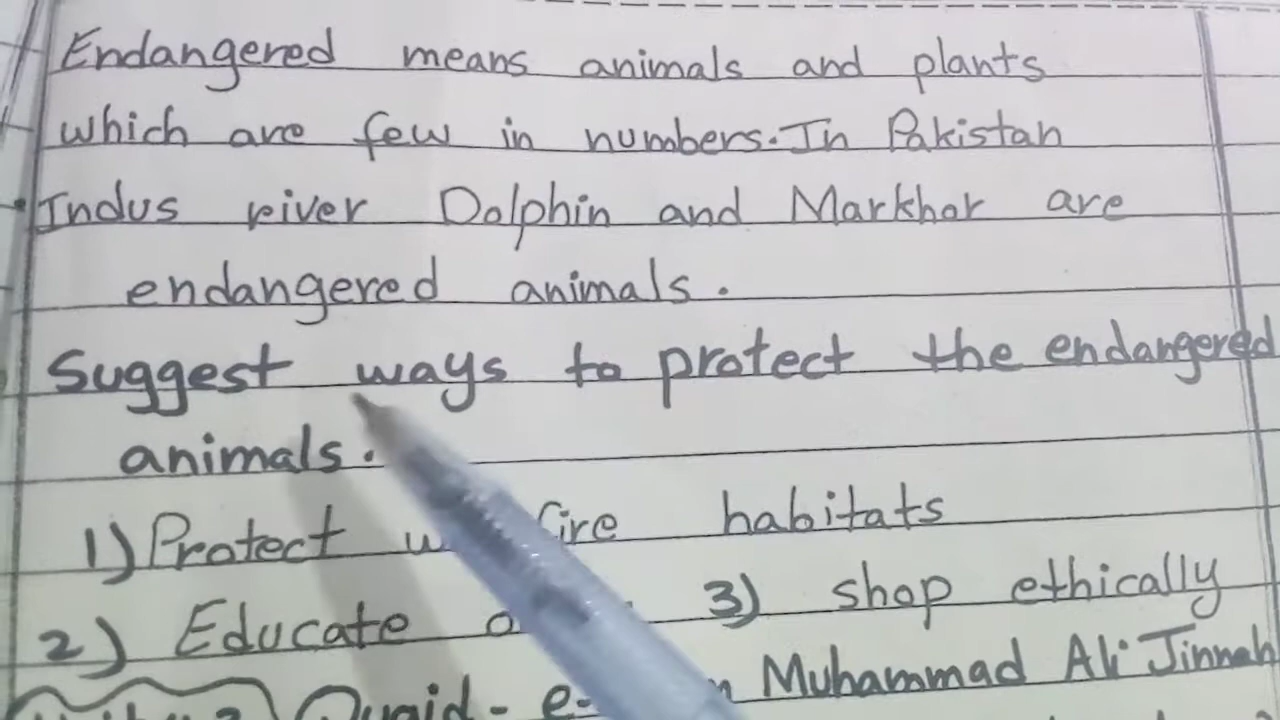 Endangered means animals and plants
which are few in numbers. In Pakistan
Indus river Dolphin and Markhor are
endangered animals.
Suggest ways to protect the endangered
animals.
1) Protect habitats
2) Educate 3) shop ethically
Quaid-e- Muhammad Ali Jinnah